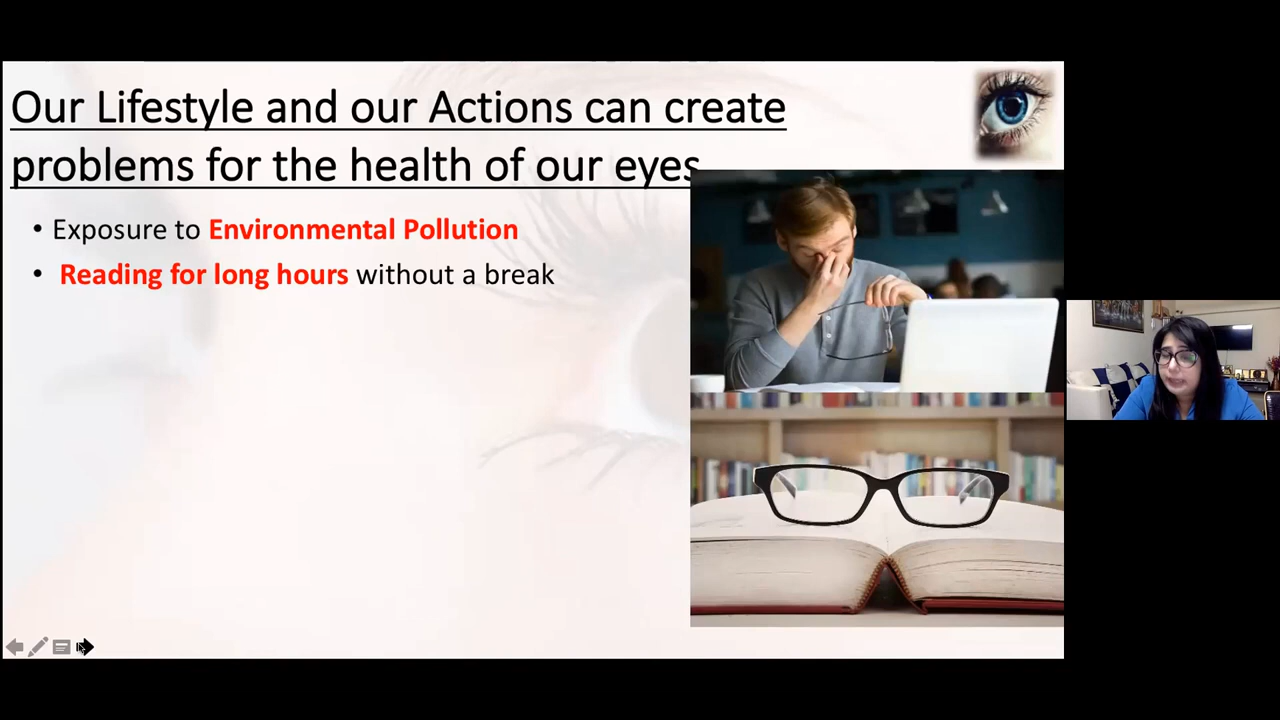 Our Lifestyle and our Actions can create
problems for the health of our eyes
• Exposure to Environmental Pollution
• Reading for long hours without a break